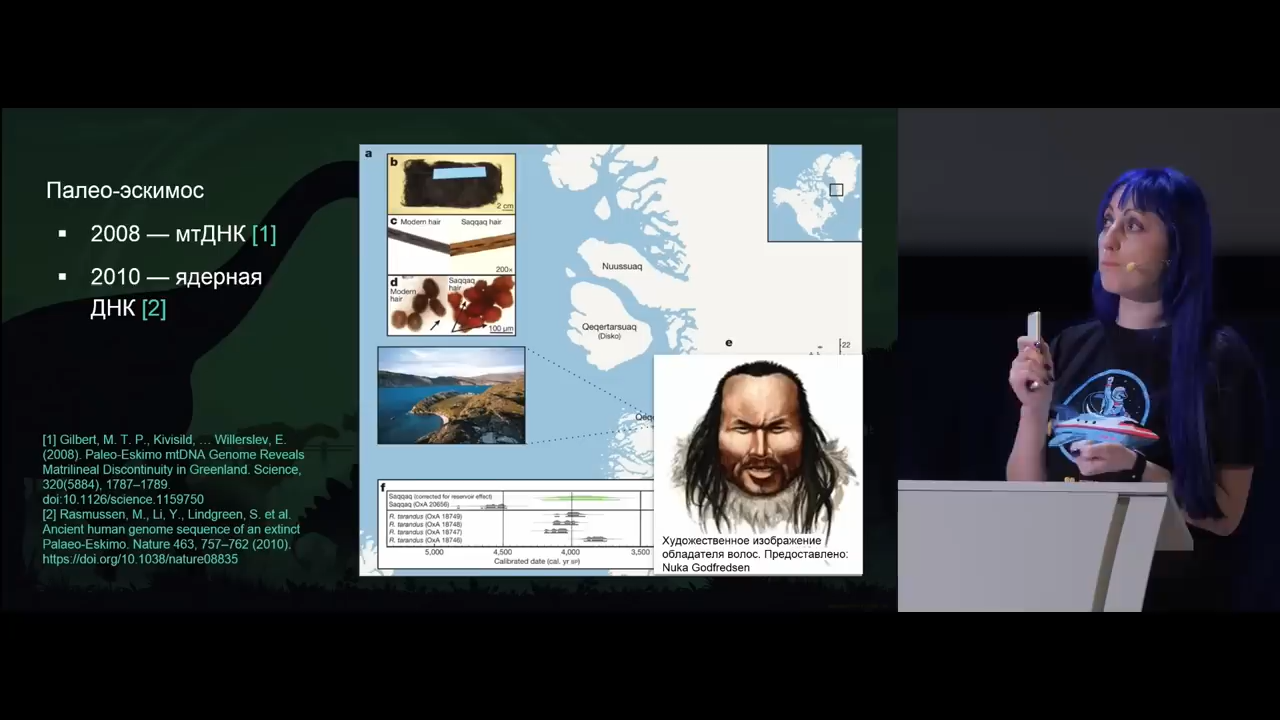 Палео-эскимос
▪ 2008 — мтДНК [1]
▪ 2010 — ядерная
ДНК [2]
[1] Gilbert, M. T. P., Kivisild, … Willerslev, E.
(2008). Paleo-Eskimo mtDNA Genome Reveals
Matrilineal Discontinuity in Greenland. Science,
320(5884), 1787–1789.
doi:10.1126/science.1159750
[2] Rasmussen, M., Li, Y., Lindgreen, S. et al.
Ancient human genome sequence of an extinct
Palaeo-Eskimo. Nature 463, 757–762 (2010).
https://doi.org/10.1038/nature08835
a
b
2 cm
c Modern hair Saqqaq hair
200×
d Modern
hair
Saqqaq
hair
100 µm
Nuussuaq
Qeqertarsuaq
(Disko)
e
22
f
Saqqaq (corrected for reservoir effect)
Saqqaq (OxA 20656)
R. tarandus (OxA 18749)
R. tarandus (OxA 18748)
R. tarandus (OxA 18747)
R. tarandus (OxA 18746)
5,000 4,500 4,000 3,500
Calibrated date (cal. yr BP)
Художественное изображение
обладателя волос. Предоставлено:
Nuka Godfredsen